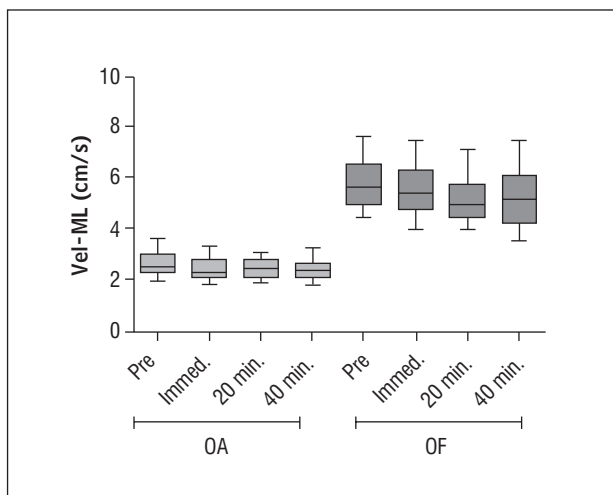 Vel-ML (cm/s)
10
8
6
4
2
0
Pre
Immed.
20 min.
40 min.
Pre
Immed.
20 min.
40 min.
OA
OF